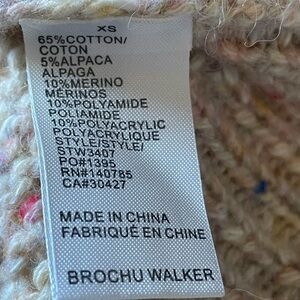 XS
65%COTTON/
COTON
5%ALPACA
ALPAGA
10%MERINO
MÉRINOS
10%POLYAMIDE
POLIAMIDE
10%POLYACRYLIC
POLYACRYLIQUE
STYLE/STYLE/
STW3407
PO#1395
RN#140785
CA#30427
MADE IN CHINA
FABRIQUÉ EN CHINE
BROCHU WALKER